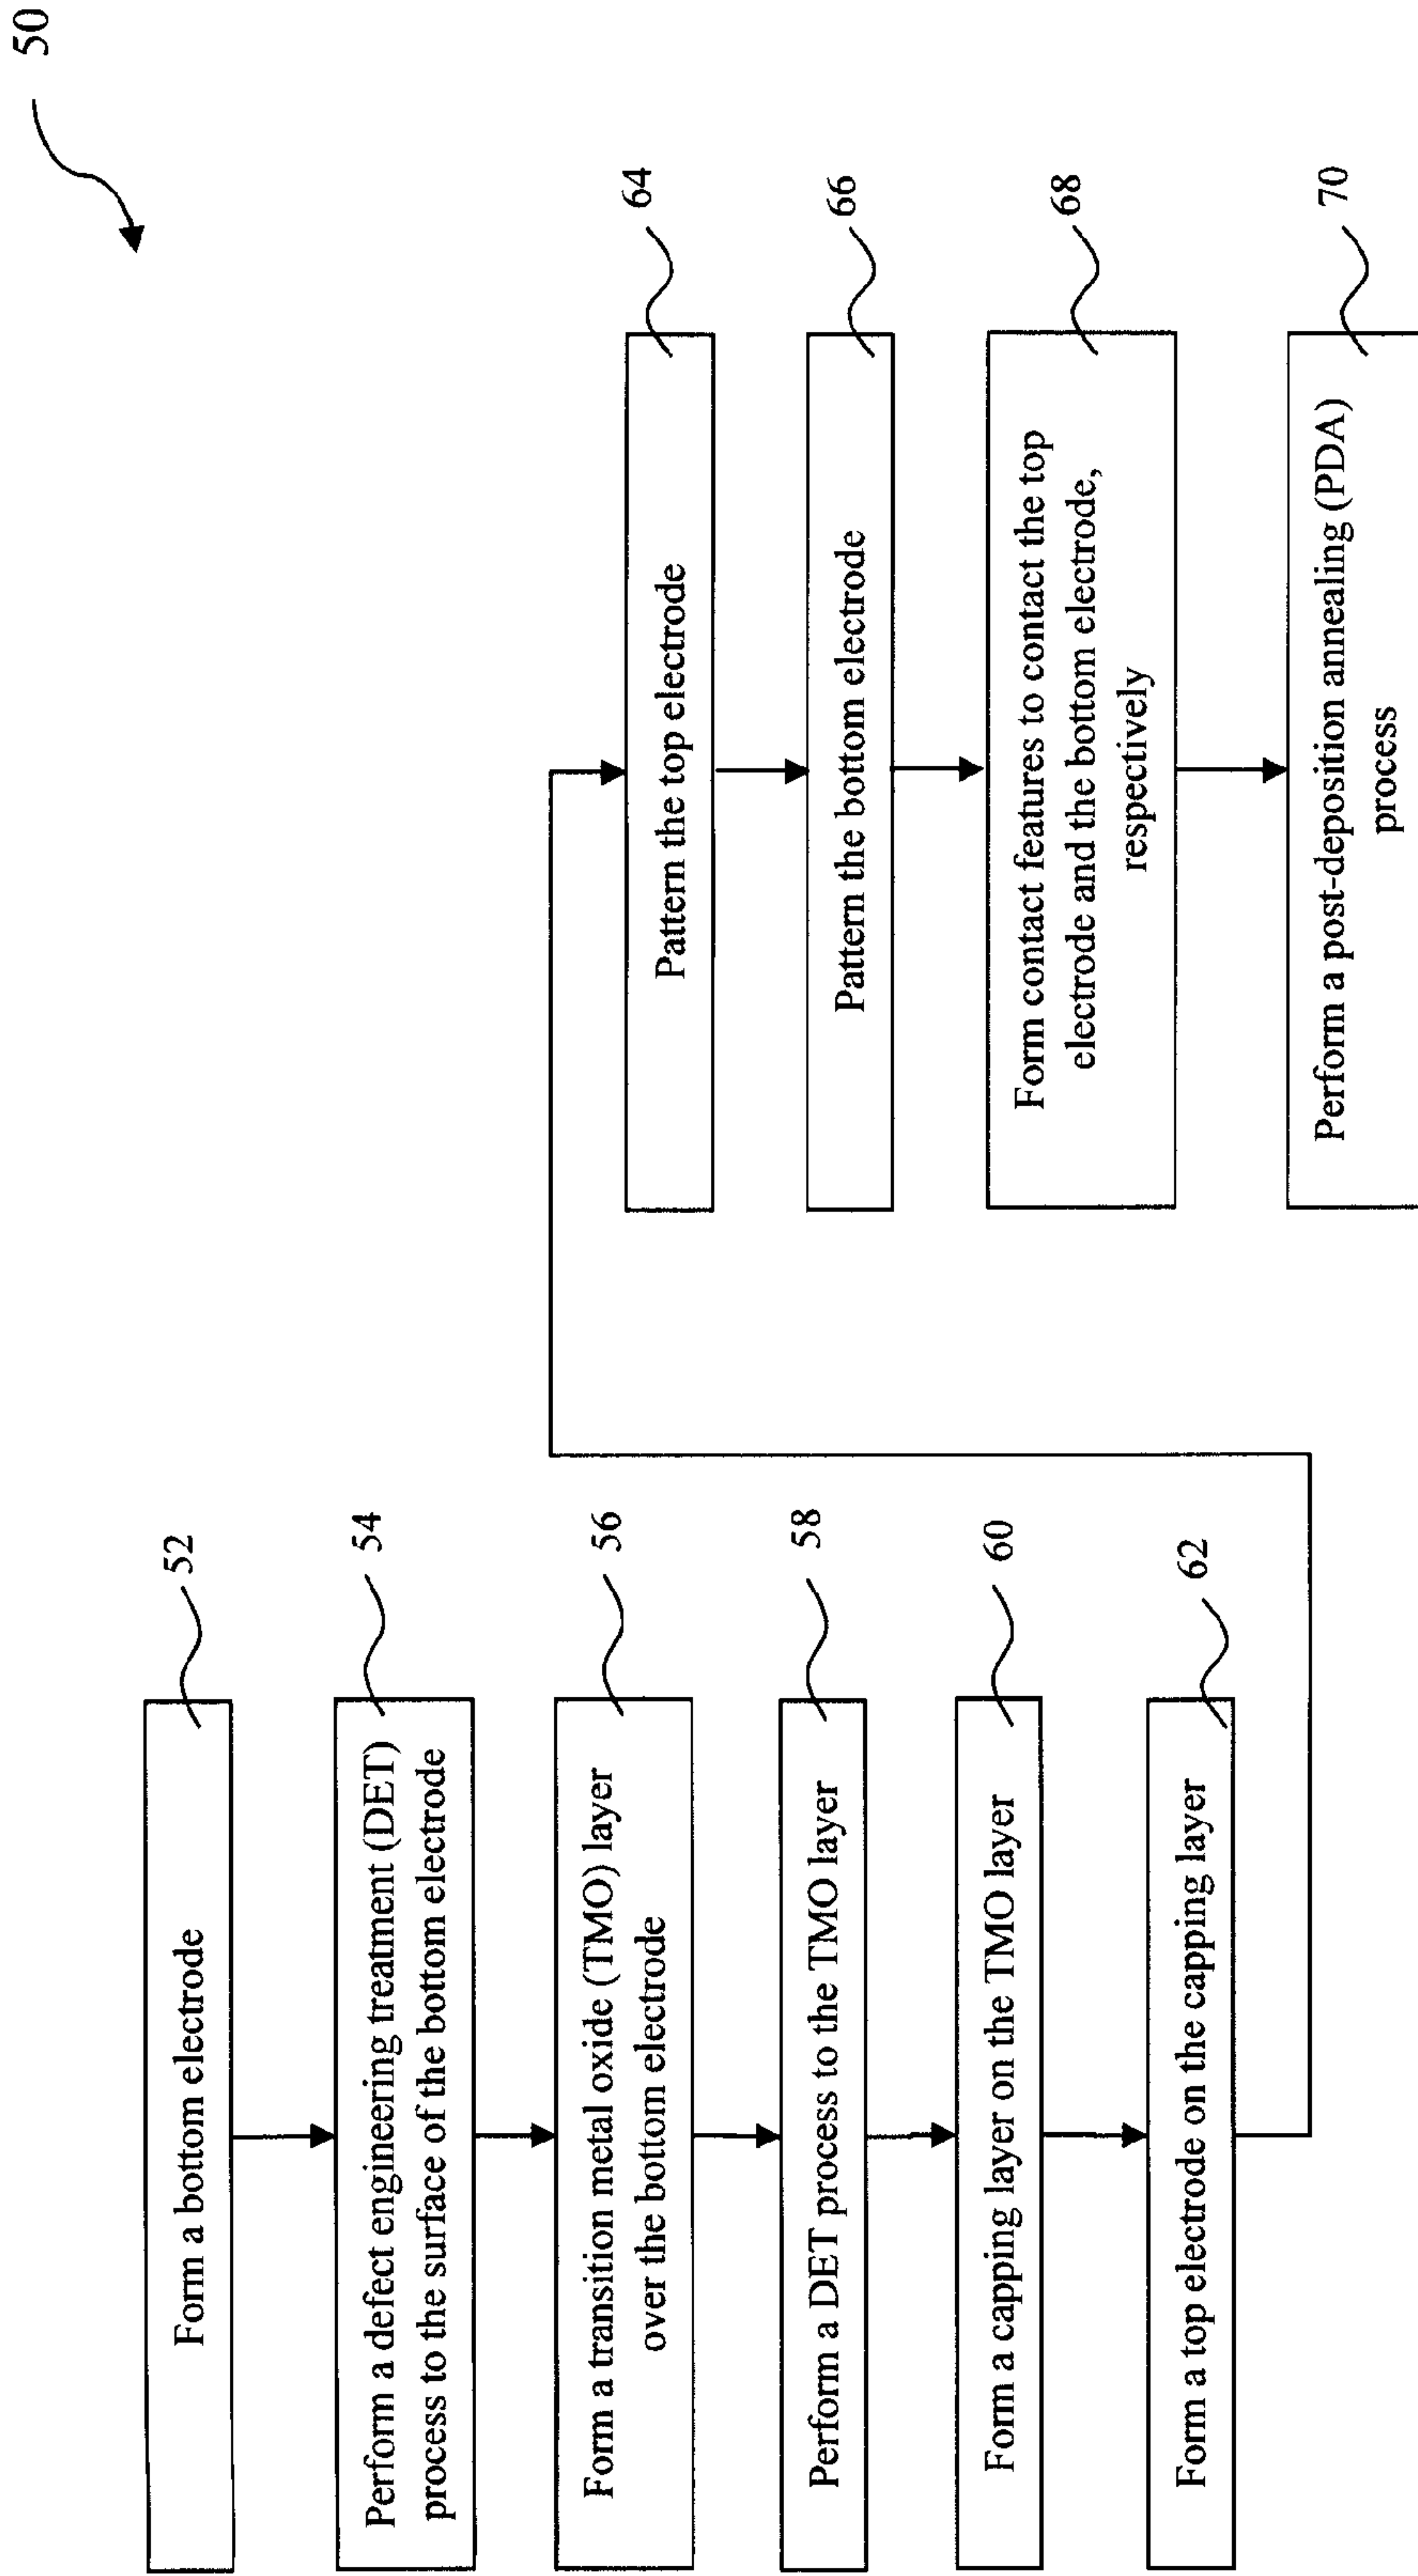 50
Form a bottom electrode
52
Perform a defect engineering treatment (DET)
process to the surface of the bottom electrode
54
Form a transition metal oxide (TMO) layer
over the bottom electrode
56
Perform a DET process to the TMO layer
58
Form a capping layer on the TMO layer
60
Form a top electrode on the capping layer
62
Pattern the top electrode
64
Pattern the bottom electrode
66
Form contact features to contact the top
electrode and the bottom electrode,
respectively
68
Perform a post-deposition annealing (PDA)
process
70